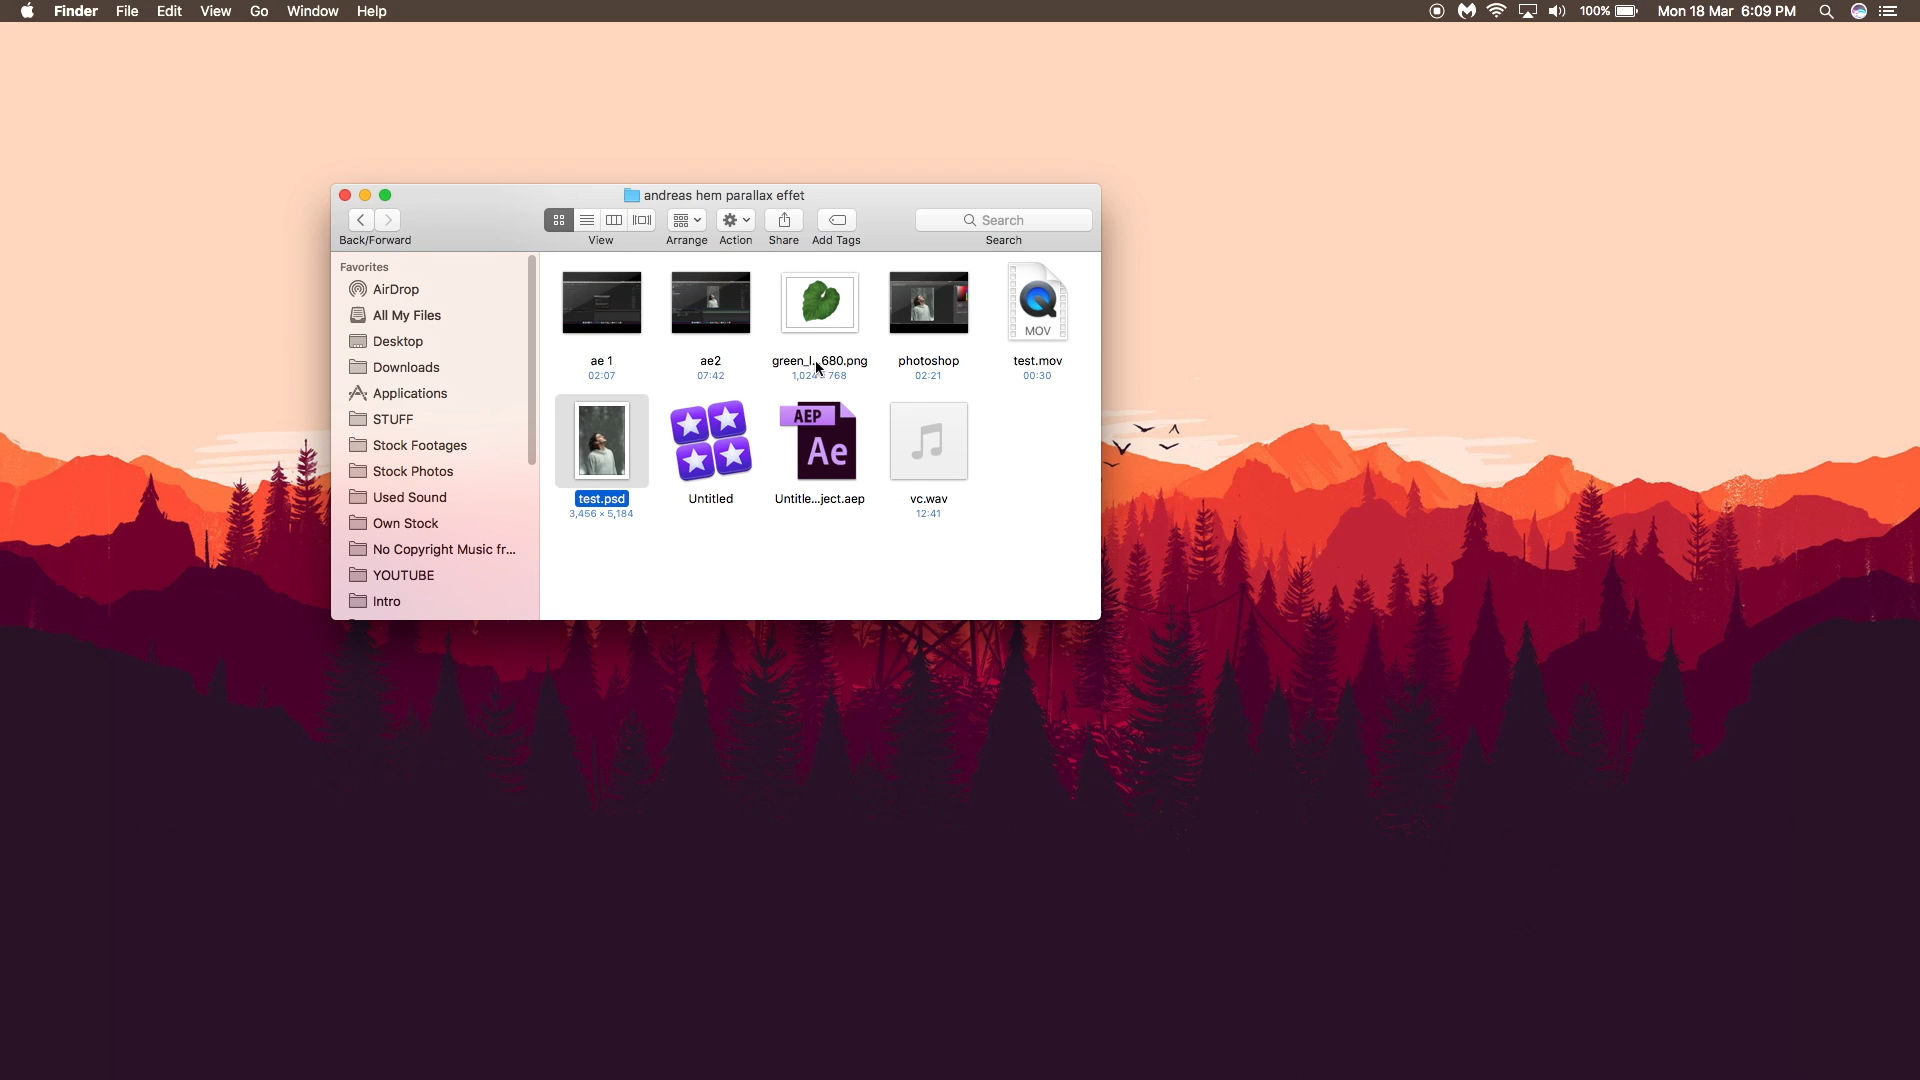 Finder File Edit View Go Window Help
100% Mon 18 Mar 6:09 PM
andreas hem parallax effet
Search
Back/Forward View Arrange Action Share Add Tags Search
Favorites
AirDrop
All My Files
Desktop
Downloads
Applications
STUFF
Stock Footages
Stock Photos
Used Sound
Own Stock
No Copyright Music fr...
YOUTUBE
Intro
MOV
ae 1 ae2 green_l...680.png photoshop test.mov
02:07 07:42 02:21 00:30
AEP
Ae
test.psd Untitled Untitle...ject.aep vc.wav
3,456 × 5,184 12:41